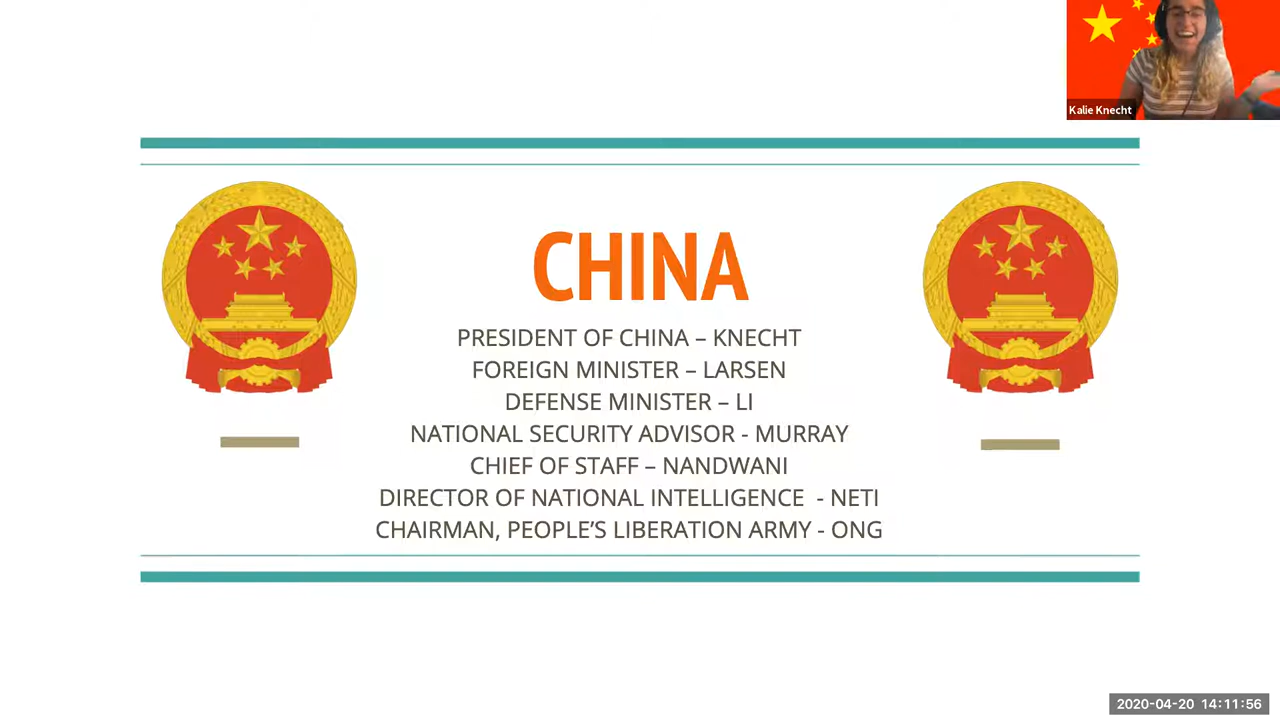 Kalie Knecht
CHINA
PRESIDENT OF CHINA – KNECHT
FOREIGN MINISTER – LARSEN
DEFENSE MINISTER – LI
NATIONAL SECURITY ADVISOR - MURRAY
CHIEF OF STAFF – NANDWANI
DIRECTOR OF NATIONAL INTELLIGENCE  - NETI
CHAIRMAN, PEOPLE’S LIBERATION ARMY - ONG
2020-04-20 14:11:56